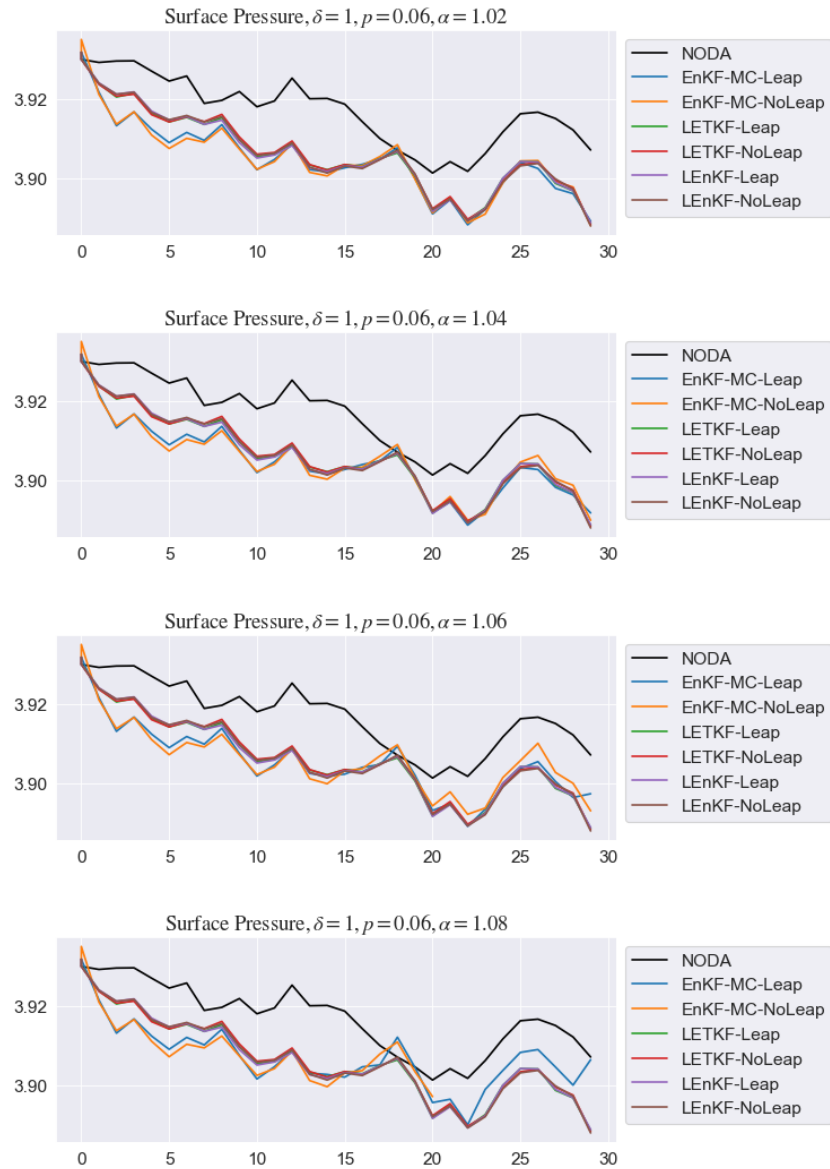 Surface Pressure, δ = 1, p = 0.06, α = 1.02
3.92
3.90
0 5 10 15 20 25 30
NODA
EnKF-MC-Leap
EnKF-MC-NoLeap
LETKF-Leap
LETKF-NoLeap
LEnKF-Leap
LEnKF-NoLeap
Surface Pressure, δ = 1, p = 0.06, α = 1.04
3.92
3.90
0 5 10 15 20 25 30
NODA
EnKF-MC-Leap
EnKF-MC-NoLeap
LETKF-Leap
LETKF-NoLeap
LEnKF-Leap
LEnKF-NoLeap
Surface Pressure, δ = 1, p = 0.06, α = 1.06
3.92
3.90
0 5 10 15 20 25 30
NODA
EnKF-MC-Leap
EnKF-MC-NoLeap
LETKF-Leap
LETKF-NoLeap
LEnKF-Leap
LEnKF-NoLeap
Surface Pressure, δ = 1, p = 0.06, α = 1.08
3.92
3.90
0 5 10 15 20 25 30
NODA
EnKF-MC-Leap
EnKF-MC-NoLeap
LETKF-Leap
LETKF-NoLeap
LEnKF-Leap
LEnKF-NoLeap